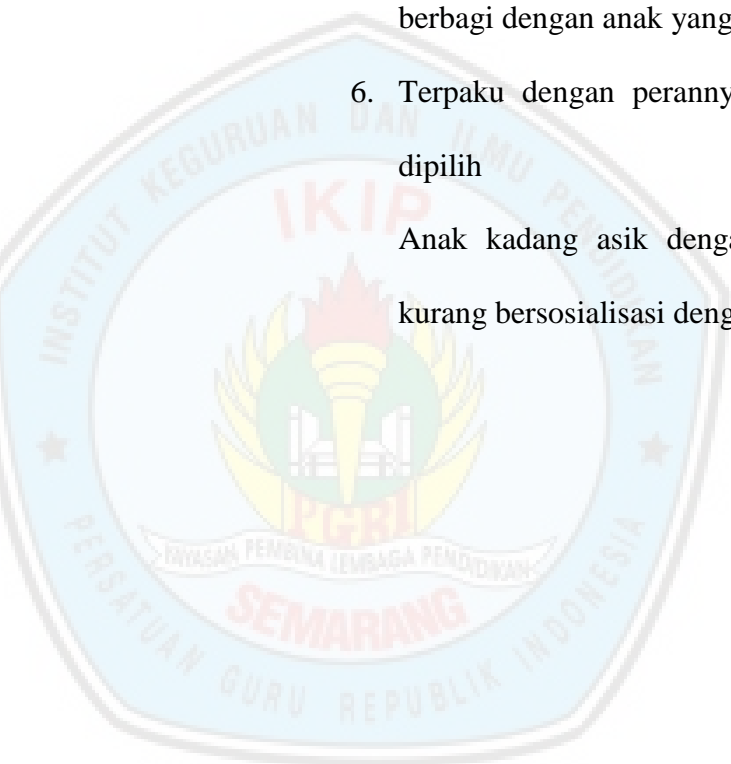 berbagi dengan anak yang
6. Terpaku dengan peranny
dipilih
Anak kadang asik denga
kurang bersosialisasi deng
INSTITUT KEGURUAN DAN ILMU PENDIDIKAN
IKIP
PGRI
YAYASAN PEMBINA LEMBAGA PENDIDIKAN
SEMARANG
PERSATUAN GURU REPUBLIK INDONESIA